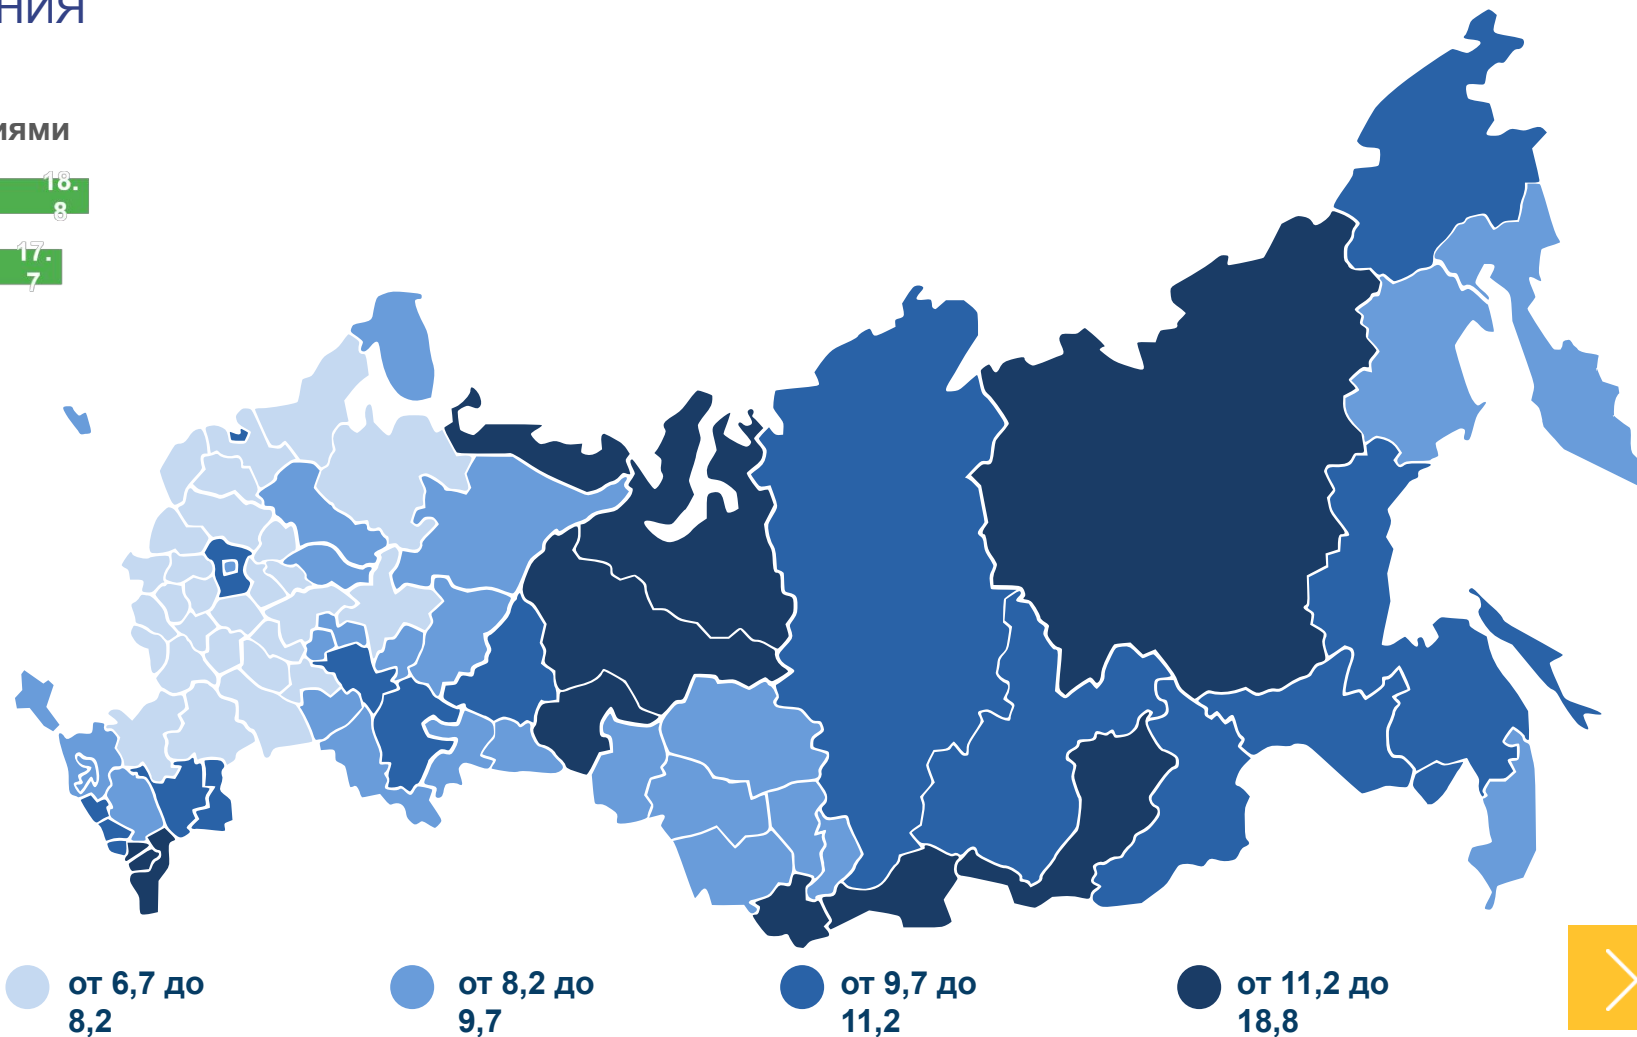 ния
иями
18.
8
17.
7
от 6,7 до
8,2
от 8,2 до
9,7
от 9,7 до
11,2
от 11,2 до
18,8